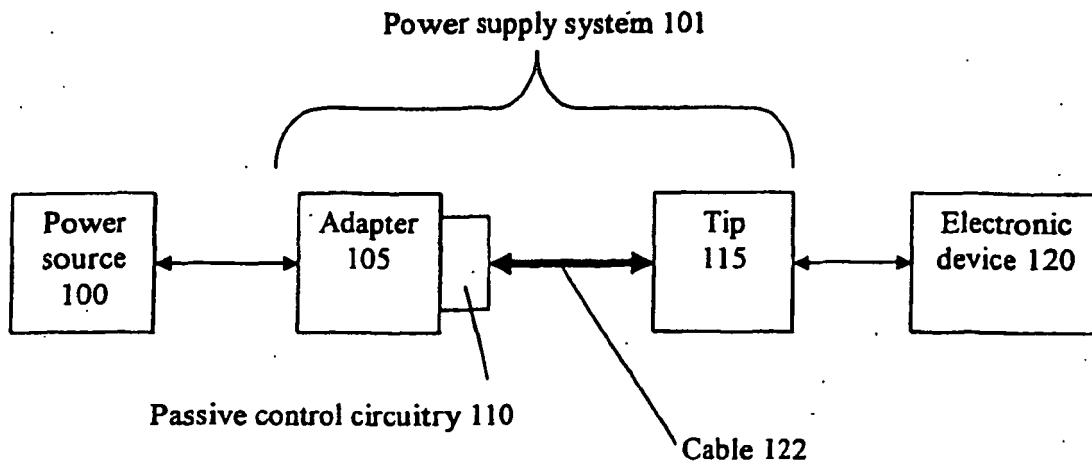 Power supply system 101
Power
source
100
Adapter
105
Tip
115
Electronic
device 120
Passive control circuitry 110
Cable 122